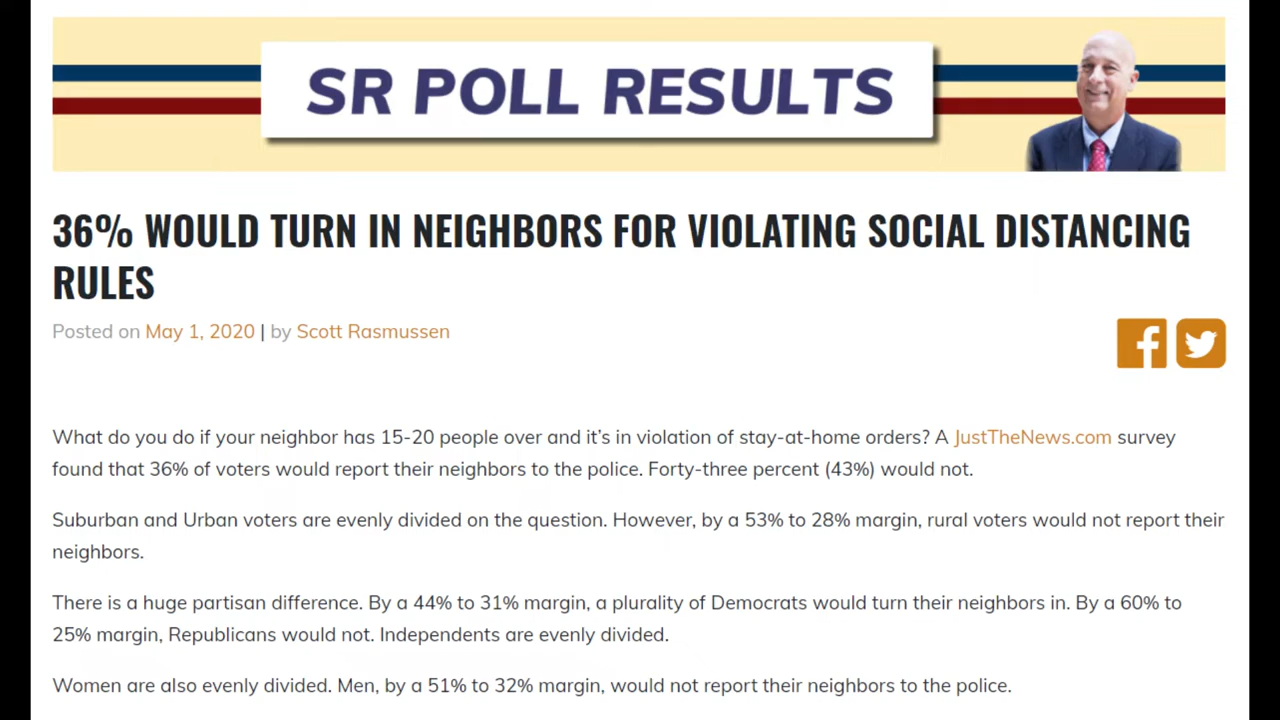 SR POLL RESULTS
36% WOULD TURN IN NEIGHBORS FOR VIOLATING SOCIAL DISTANCING
RULES
Posted on May 1, 2020 | by Scott Rasmussen
What do you do if your neighbor has 15-20 people over and it’s in violation of stay-at-home orders? A JustTheNews.com survey
found that 36% of voters would report their neighbors to the police. Forty-three percent (43%) would not.
Suburban and Urban voters are evenly divided on the question. However, by a 53% to 28% margin, rural voters would not report their
neighbors.
There is a huge partisan difference. By a 44% to 31% margin, a plurality of Democrats would turn their neighbors in. By a 60% to
25% margin, Republicans would not. Independents are evenly divided.
Women are also evenly divided. Men, by a 51% to 32% margin, would not report their neighbors to the police.